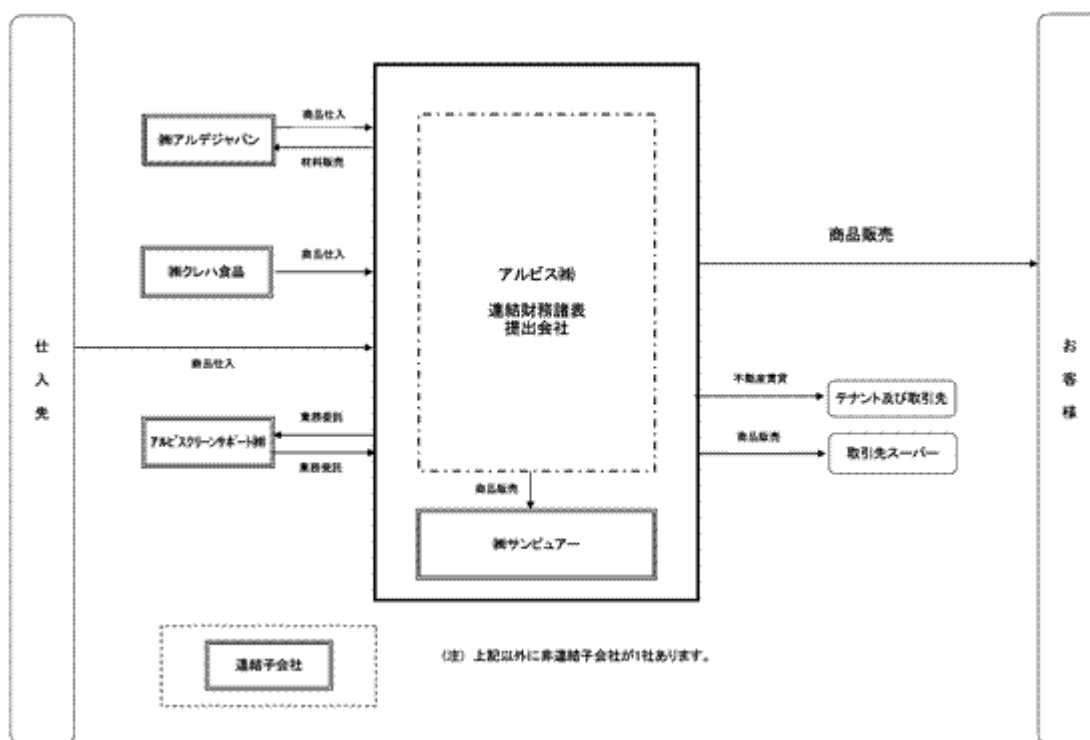 仕入先
㈱アルデジャパン
商品仕入
材料販売
㈱クレハ食品
商品仕入
商品仕入
アルビスクリーンサポート㈱
業務委託
業務受託
アルビス㈱
連結財務諸表
提出会社
商品販売
㈱サンピュアー
商品販売
不動産賃貸
テナント及び取引先
商品販売
取引先スーパー
お客様
連結子会社
(注) 上記以外に非連結子会社が1社あります。